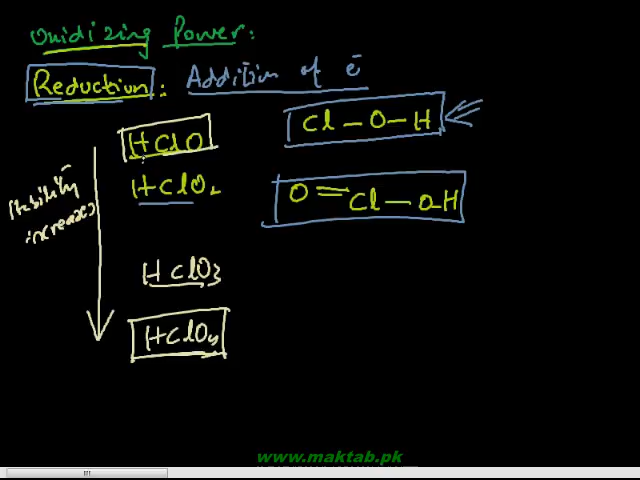 Oxidizing Power:
Reduction: Addition of e⁻
HClO
Cl — O — H
HClO₂
O = Cl — OH
Stability
increases
HClO₃
HClO₄
www.maktab.pk